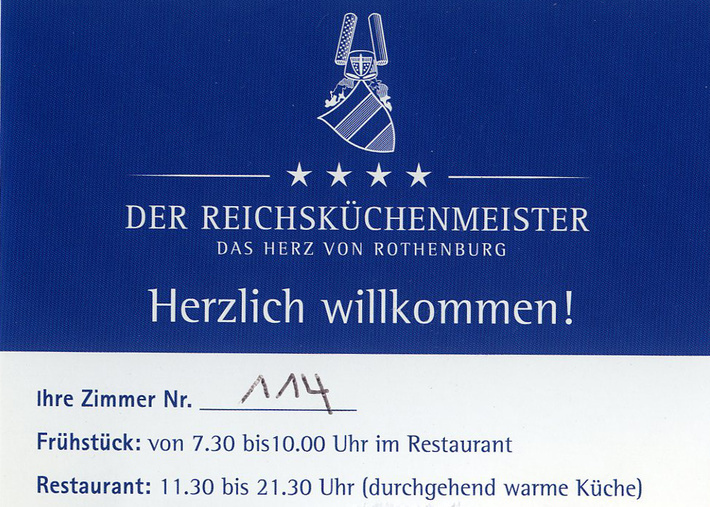 DER REICHSKÜCHENMEISTER
DAS HERZ VON ROTHENBURG
Herzlich willkommen!
Ihre Zimmer Nr. 114
Frühstück: von 7.30 bis10.00 Uhr im Restaurant
Restaurant: 11.30 bis 21.30 Uhr (durchgehend warme Küche)